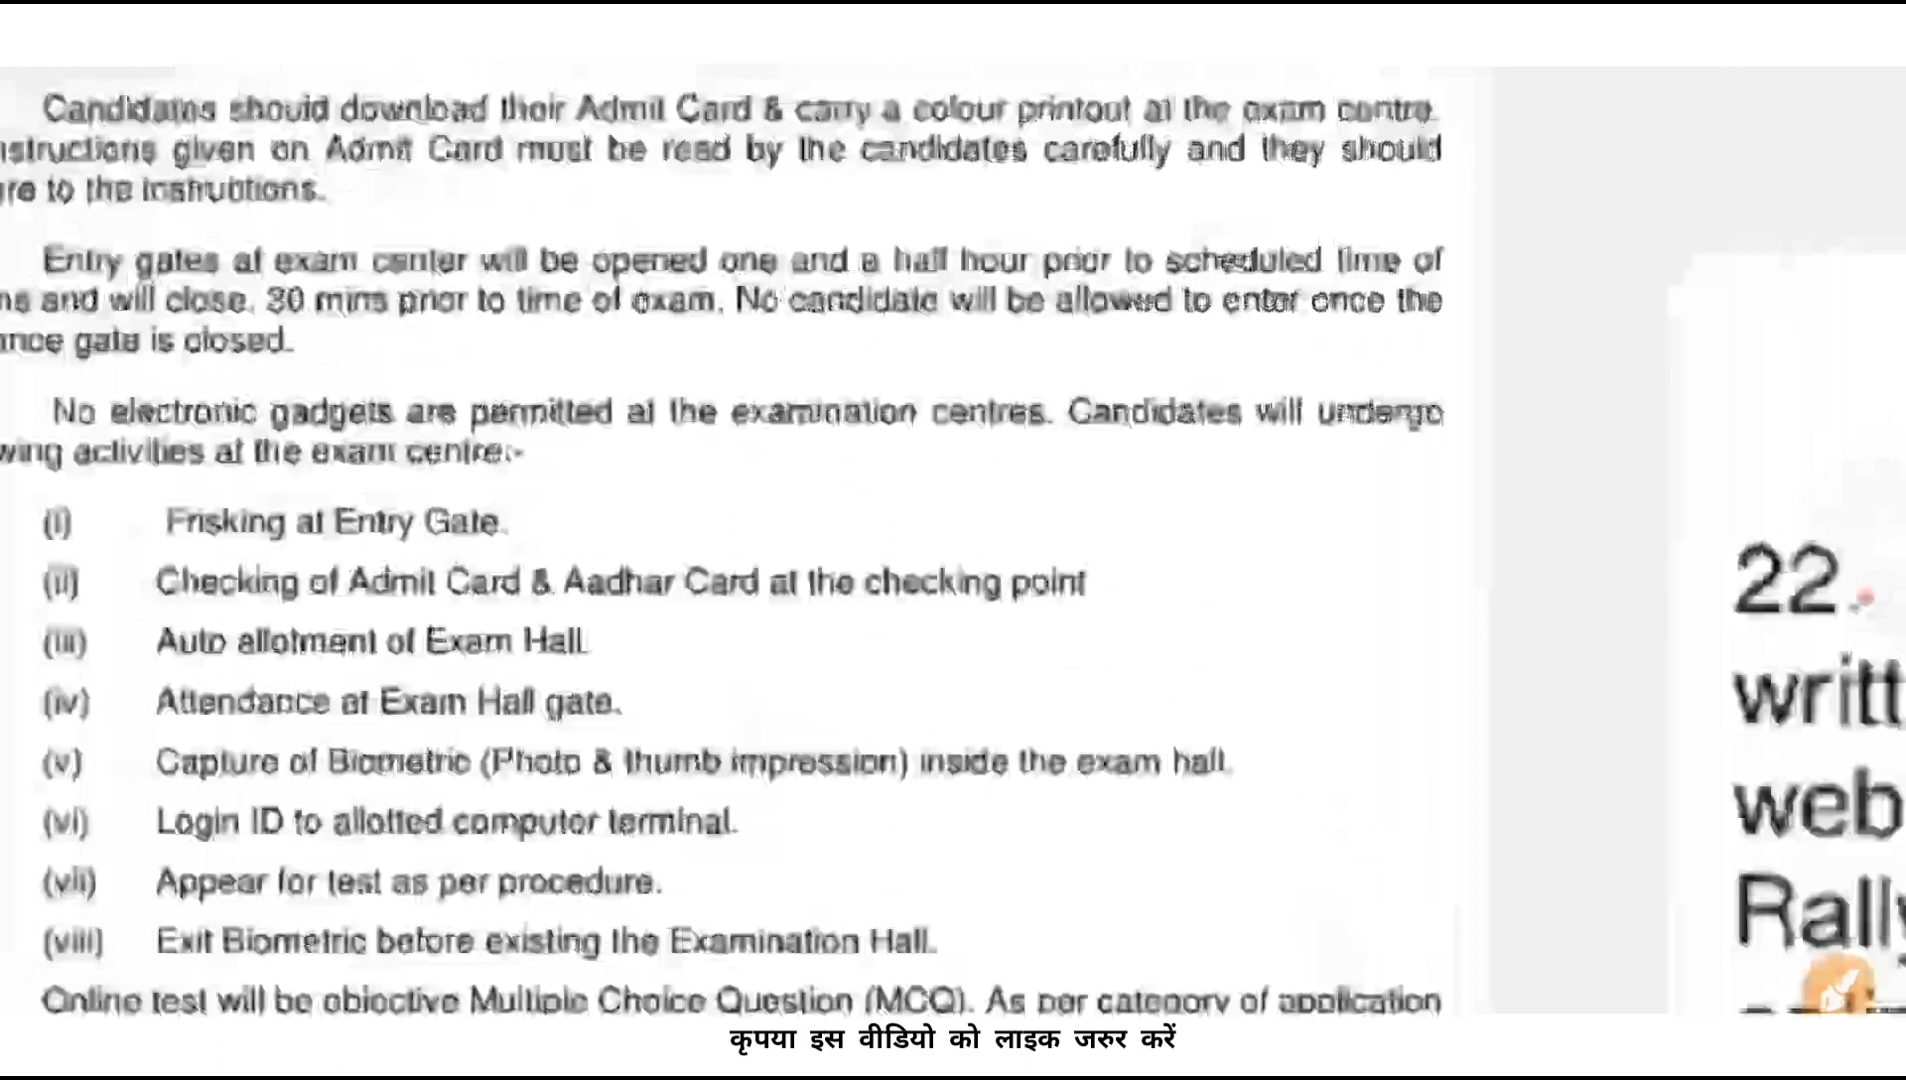 Candidates should download their Admit Card & carry a colour printout at the exam centre.
nstructions given on Admit Card must be read by the candidates carefully and they should
re to the instructions.
Entry gates at exam center will be opened one and a half hour prior to scheduled time of
ns and will close, 30 mins prior to time of exam. No candidate will be allowed to enter once the
ance gate is closed.
No electronic gadgets are permitted at the examination centres. Candidates will undergo
wing activities at the exam centre:-
(i) Frisking at Entry Gate.
(ii) Checking of Admit Card & Aadhar Card at the checking point
(iii) Auto allotment of Exam Hall.
(iv) Attendance at Exam Hall gate.
(v) Capture of Biometric (Photo & thumb impression) inside the exam hall.
(vi) Login ID to allotted computer terminal.
(vii) Appear for test as per procedure.
(viii) Exit Biometric before existing the Examination Hall.
Online test will be objective Multiple Choice Question (MCQ). As per category of application
22.
writt
web
Rally
कृपया इस वीडियो को लाइक जरुर करें